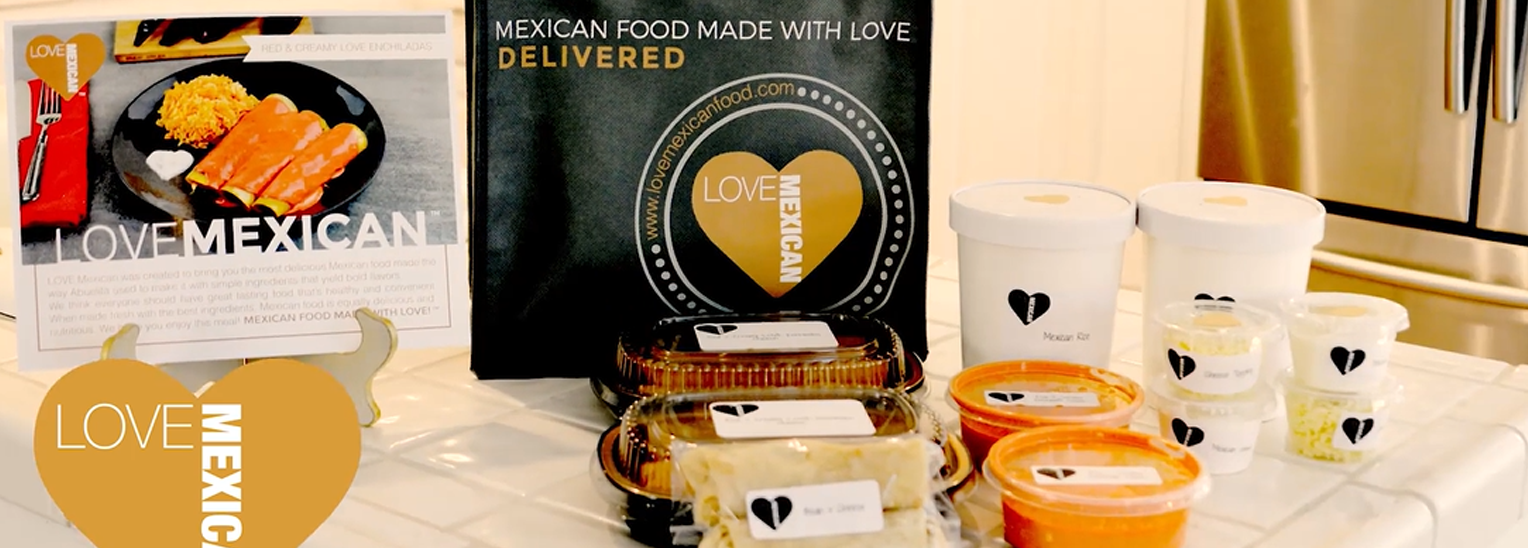 LOVE
MEXICAN
RED & CREAMY LOVE ENCHILADAS
LOVEMEXICAN™
LOVE Mexican was created to bring you the most delicious Mexican food made the
way Abuelita used to make it with simple ingredients that yield bold flavors.
We think everyone should have great tasting food that's healthy and convenient.
When made fresh with the best ingredients, Mexican food is equally delicious and
nutritious. We you enjoy this meal! MEXICAN FOOD MADE WITH LOVE!™
LOVE
MEXICA
MEXICAN FOOD MADE WITH LOVE
DELIVERED
www.lovemexicanfood.com
LOVE
MEXICAN
MEXICAN
Mexican Rice
Bean & Cheese